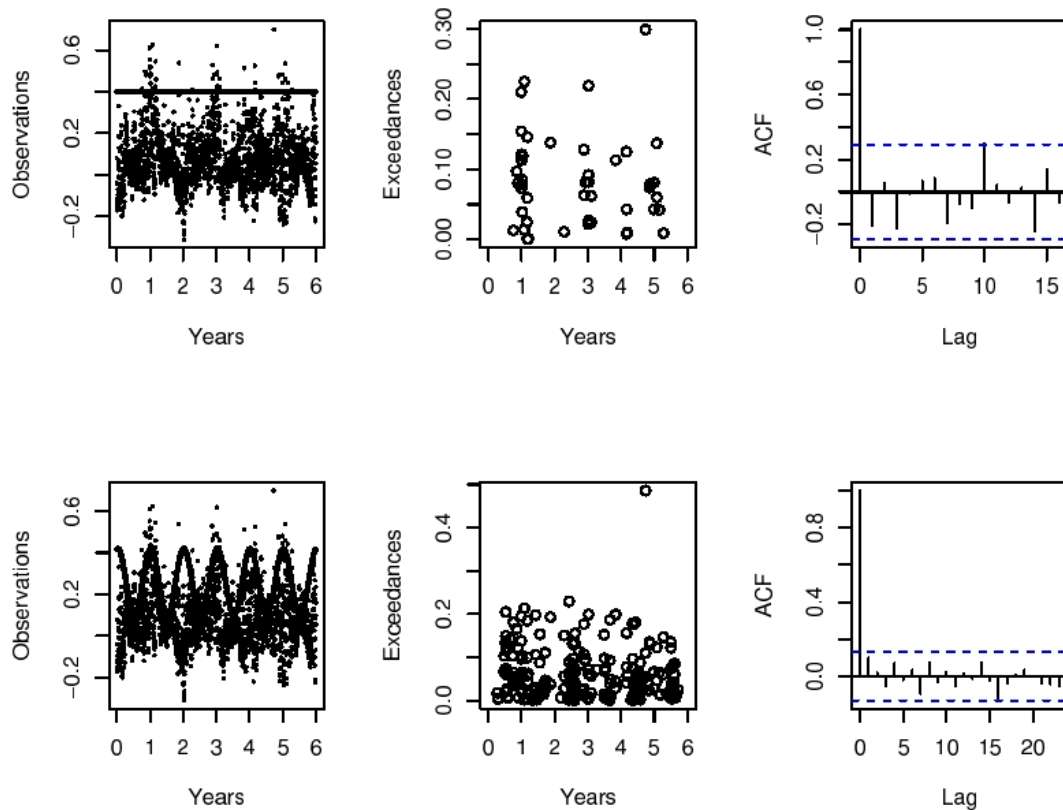 Observations
−0.2 0.2 0.6
0 1 2 3 4 5 6
Years
Exceedances
0.00 0.10 0.20 0.30
0 1 2 3 4 5 6
Years
ACF
−0.2 0.2 0.6 1.0
0 5 10 15
Lag
Observations
−0.2 0.2 0.6
0 1 2 3 4 5 6
Years
Exceedances
0.0 0.2 0.4
0 1 2 3 4 5 6
Years
ACF
0.0 0.4 0.8
0 5 10 15 20
Lag